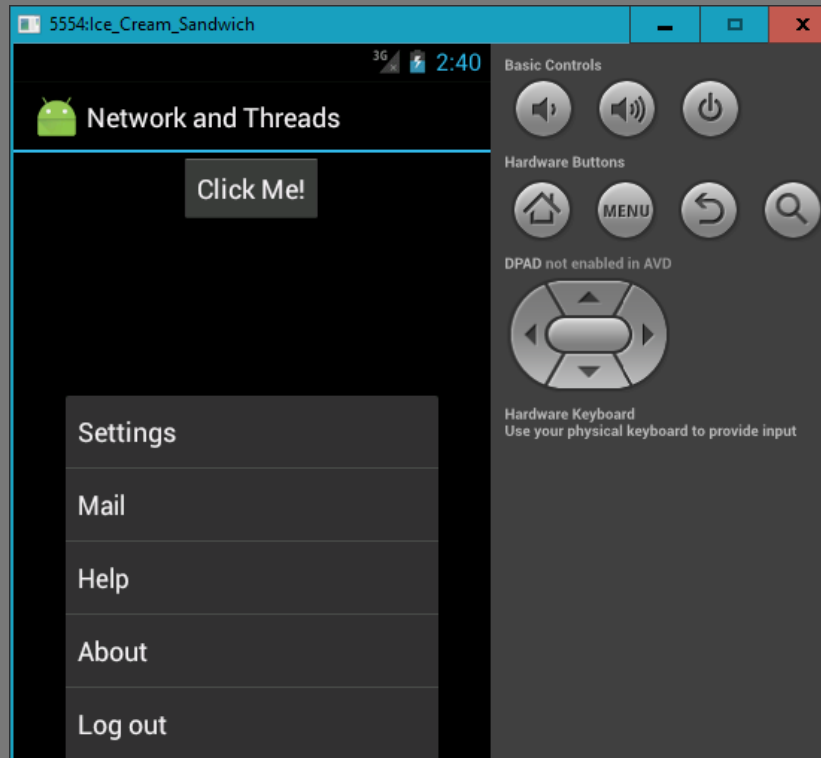 5554:Ice_Cream_Sandwich
3G 2:40
Network and Threads
Click Me!
Settings
Mail
Help
About
Log out
Basic Controls
Hardware Buttons
MENU
DPAD not enabled in AVD
Hardware Keyboard
Use your physical keyboard to provide input